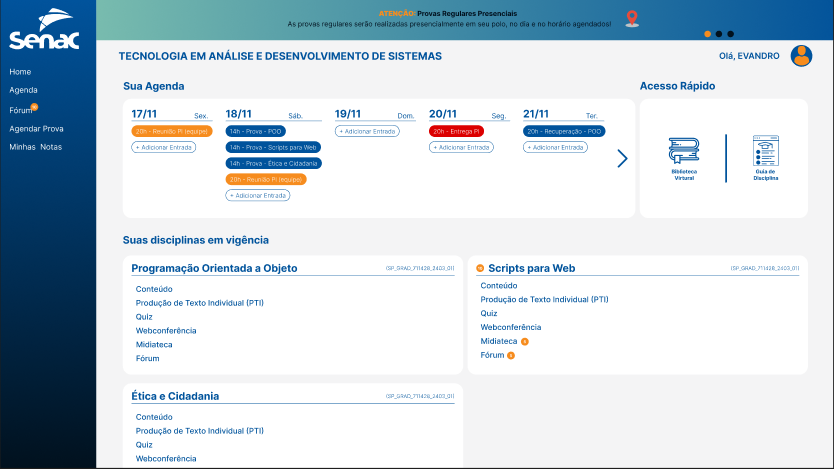 ATENÇÃO: Provas Regulares Presenciais
As provas regulares serão realizadas presencialmente em seu polo, no dia e no horário agendados!
senac
Home
Agenda
Fórum
Agendar Prova
Minhas Notas
TECNOLOGIA EM ANÁLISE E DESENVOLVIMENTO DE SISTEMAS
Olá, EVANDRO
Sua Agenda
17/11 Sex.
20h - Reunião PI (equipe)
+ Adicionar Entrada
18/11 Sáb.
14h - Prova - POO
14h - Prova - Scripts para Web
14h - Prova - Ética e Cidadania
20h - Reunião PI (equipe)
+ Adicionar Entrada
19/11 Dom.
+ Adicionar Entrada
20/11 Seg.
20h - Entrega PI
+ Adicionar Entrada
21/11 Ter.
20h - Recuperação - POO
+ Adicionar Entrada
Acesso Rápido
Biblioteca
Virtural
Guia de
Disciplina
Suas disciplinas em vigência
Programação Orientada a Objeto (SP_GRAD_711428_2403_01)
Conteúdo
Produção de Texto Individual (PTI)
Quiz
Webconferência
Midiateca
Fórum
Scripts para Web (SP_GRAD_711428_2403_01)
Conteúdo
Produção de Texto Individual (PTI)
Quiz
Webconferência
Midiateca
Fórum
Ética e Cidadania (SP_GRAD_711426_2403_01)
Conteúdo
Produção de Texto Individual (PTI)
Quiz
Webconferência